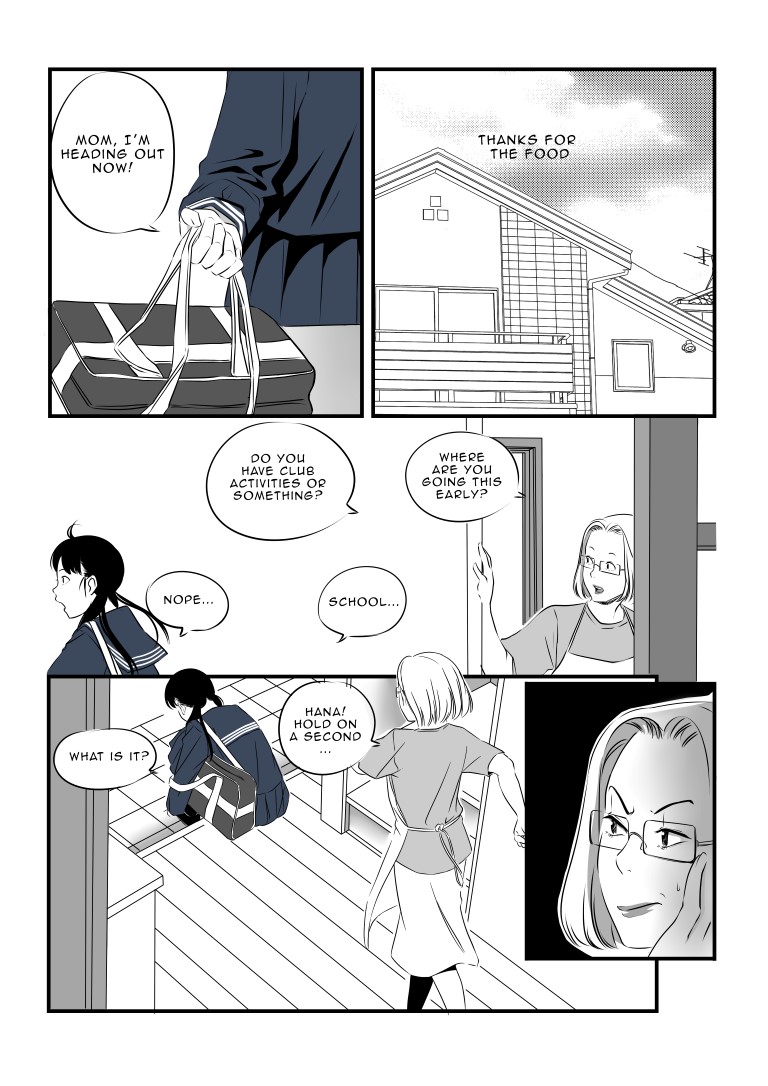 THANKS FOR
THE FOOD
MOM, I'M
HEADING OUT
NOW!
WHERE
ARE YOU
GOING THIS
EARLY?
SCHOOL...
DO YOU
HAVE CLUB
ACTIVITIES OR
SOMETHING?
NOPE...
HANA!
HOLD ON
A SECOND
...
WHAT IS IT?